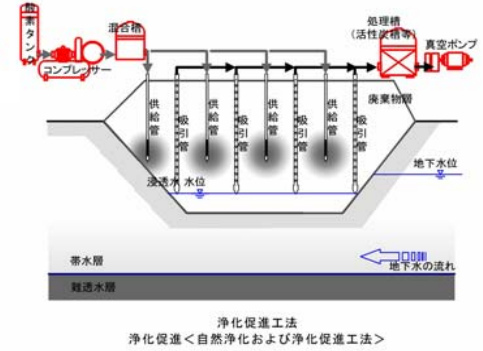 酸素タンク
混合槽
コンプレッサー
処理槽
(活性炭槽等)
真空ポンプ
廃棄物層
供給管
吸引管
供給管
吸引管
供給管
吸引管
供給管
吸引管
浸透水 水位
地下水位
帯水層
地下水の流れ
難透水層
浄化促進工法
浄化促進<自然浄化および浄化促進工法>